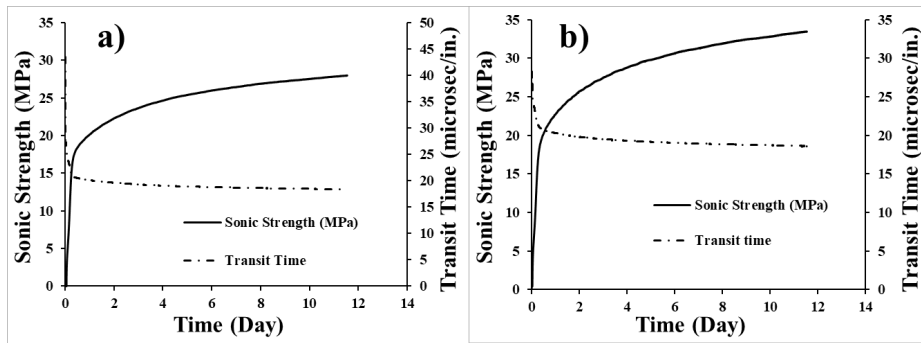 a)
Sonic Strength (MPa)
35
30
25
20
15
10
5
0
50
45
40
35
30
25
20
15
10
5
0
Transit Time (microsec/in.)
Sonic Strength (MPa)
Transit Time
0 2 4 6 8 10 12 14
Time (Day)
b)
Sonic Strength (MPa)
35
30
25
20
15
10
5
0
35
30
25
20
15
10
5
0
Transit Time (microsec/in.)
Sonic Strength (MPa)
Transit time
0 2 4 6 8 10 12 14
Time (Day)